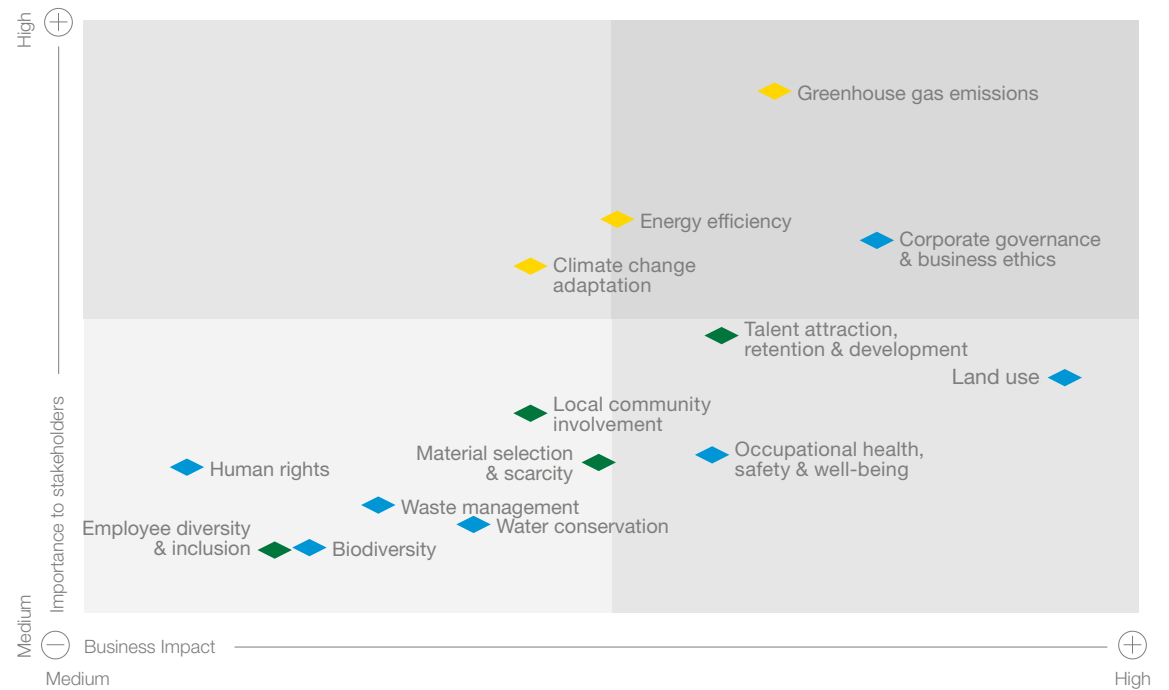 High
Greenhouse gas emissions
Energy efficiency
Corporate governance
& business ethics
Climate change
adaptation
Talent attraction,
retention & development
Land use
Local community
involvement
Material selection
& scarcity
Occupational health,
safety & well-being
Human rights
Waste management
Water conservation
Employee diversity
& inclusion
Biodiversity
Importance to stakeholders
Medium
Business Impact
Medium
High